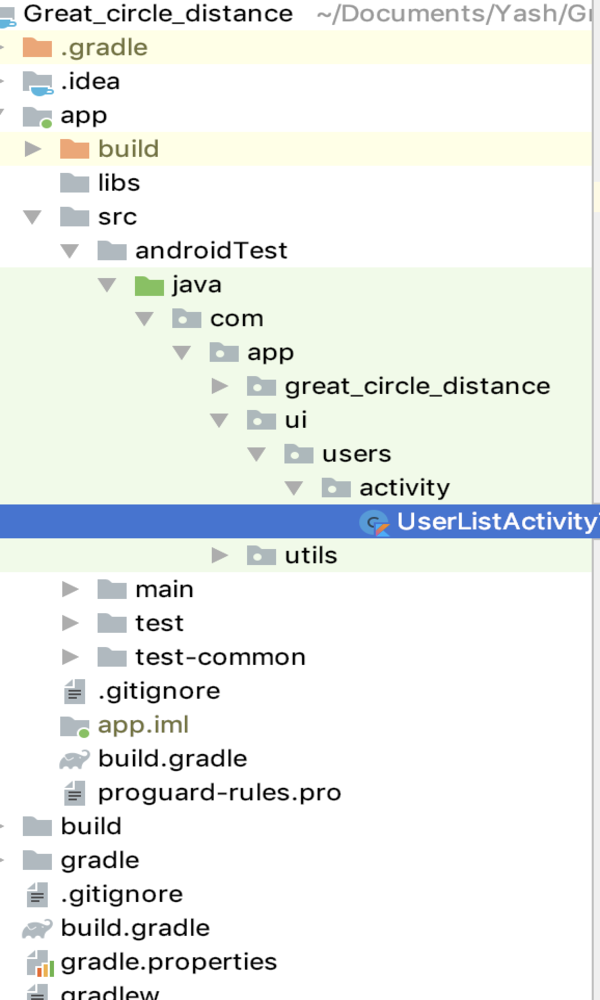 Great_circle_distance ~/Documents/Yash/Gr
.gradle
.idea
app
build
libs
src
androidTest
java
com
app
great_circle_distance
ui
users
activity
UserListActivity
utils
main
test
test-common
.gitignore
app.iml
build.gradle
proguard-rules.pro
build
gradle
.gitignore
build.gradle
gradle.properties
gradlew